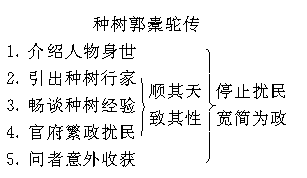 种树郭橐驼传
1. 介绍人物身世
2. 引出种树行家
3. 畅谈种树经验
4. 官府繁政扰民
5. 问者意外收获
顺其天
致其性
停止扰民
宽简为政